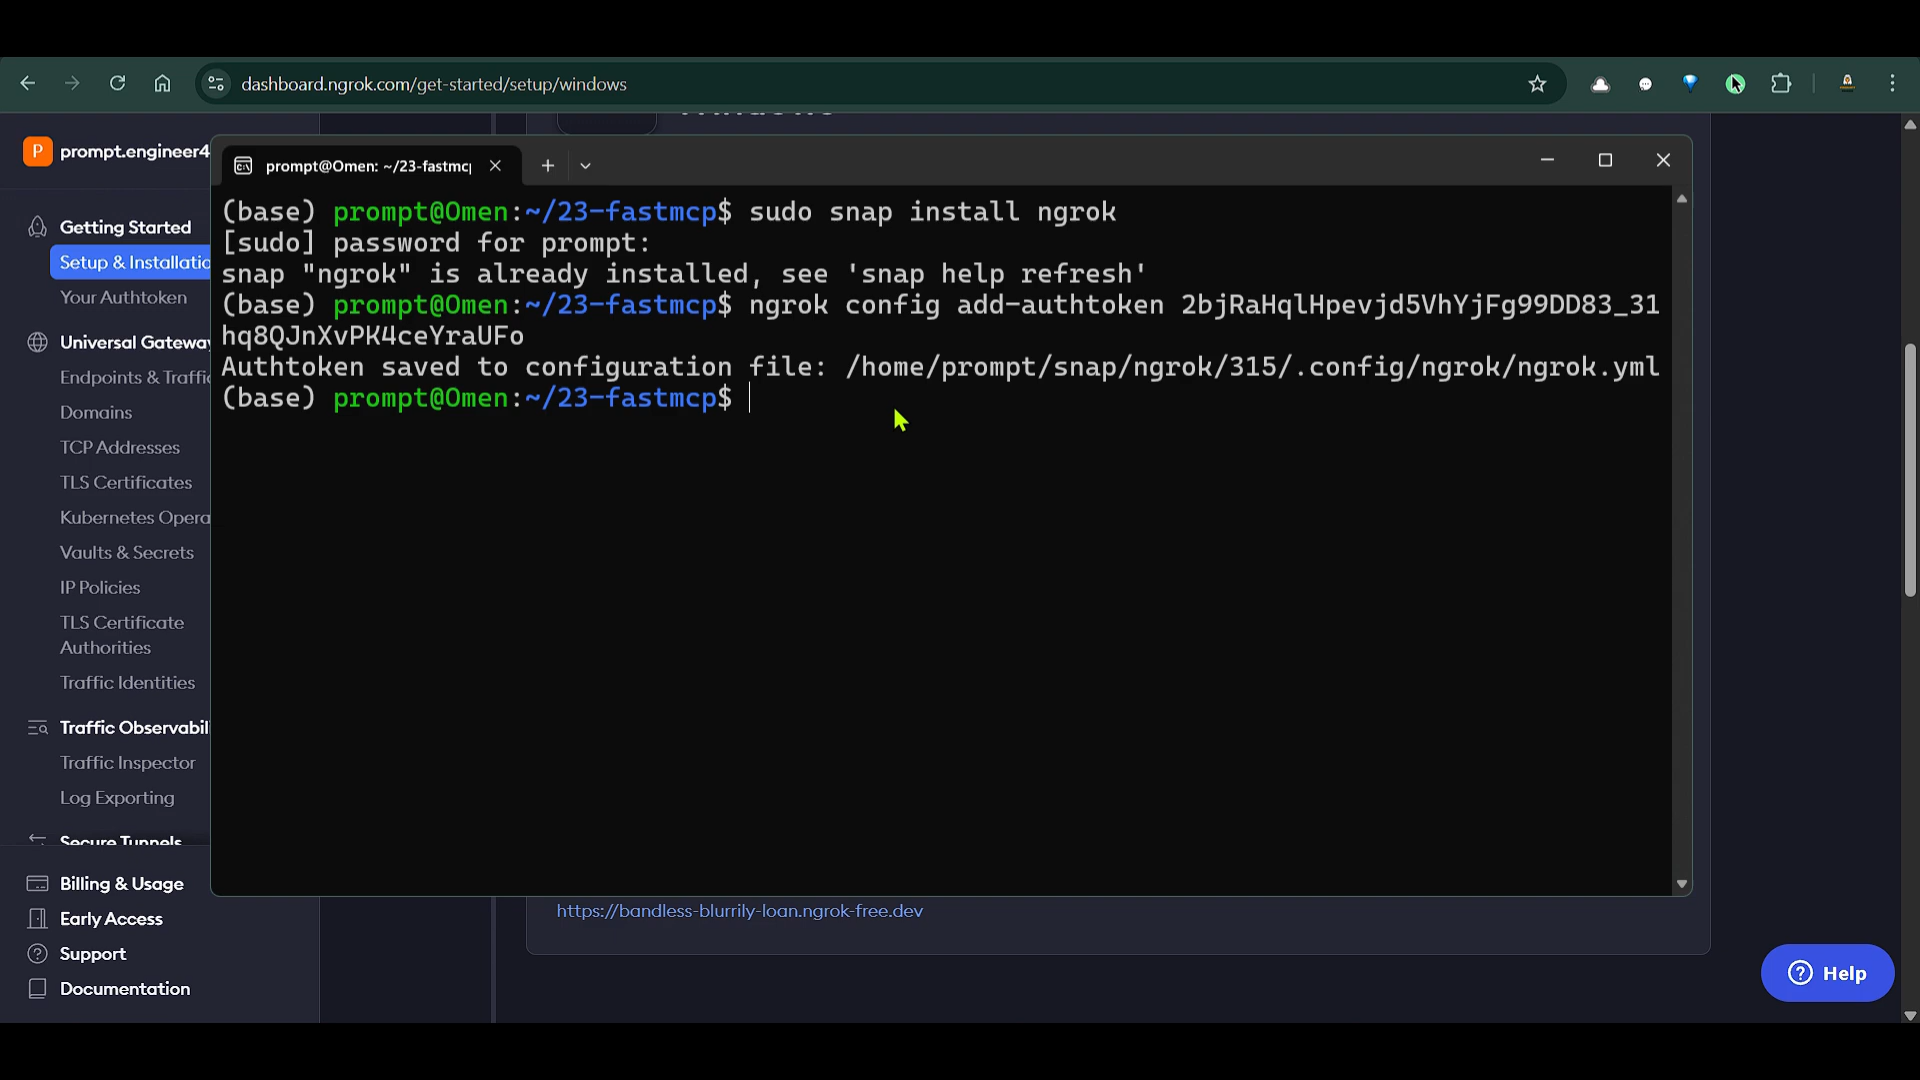 dashboard.ngrok.com/get-started/setup/windows
P prompt.engineer4
prompt@Omen: ~/23-fastmcp
Getting Started
Setup & Installatio
Your Authtoken
Universal Gateway
Endpoints & Traffic
Domains
TCP Addresses
TLS Certificates
Kubernetes Opera
Vaults & Secrets
IP Policies
TLS Certificate
Authorities
Traffic Identities
Traffic Observabil
Traffic Inspector
Log Exporting
Secure Tunnels
Billing & Usage
Early Access
Support
Documentation
(base) prompt@Omen:~/23-fastmcp$ sudo snap install ngrok
[sudo] password for prompt:
snap "ngrok" is already installed, see 'snap help refresh'
(base) prompt@Omen:~/23-fastmcp$ ngrok config add-authtoken 2bjRaHqlHpevjd5VhYjFg99DD83_31
hq8QJnXvPK4ceYraUFo
Authtoken saved to configuration file: /home/prompt/snap/ngrok/315/.config/ngrok/ngrok.yml
(base) prompt@Omen:~/23-fastmcp$
https://bandless-blurrily-loan.ngrok-free.dev
Help